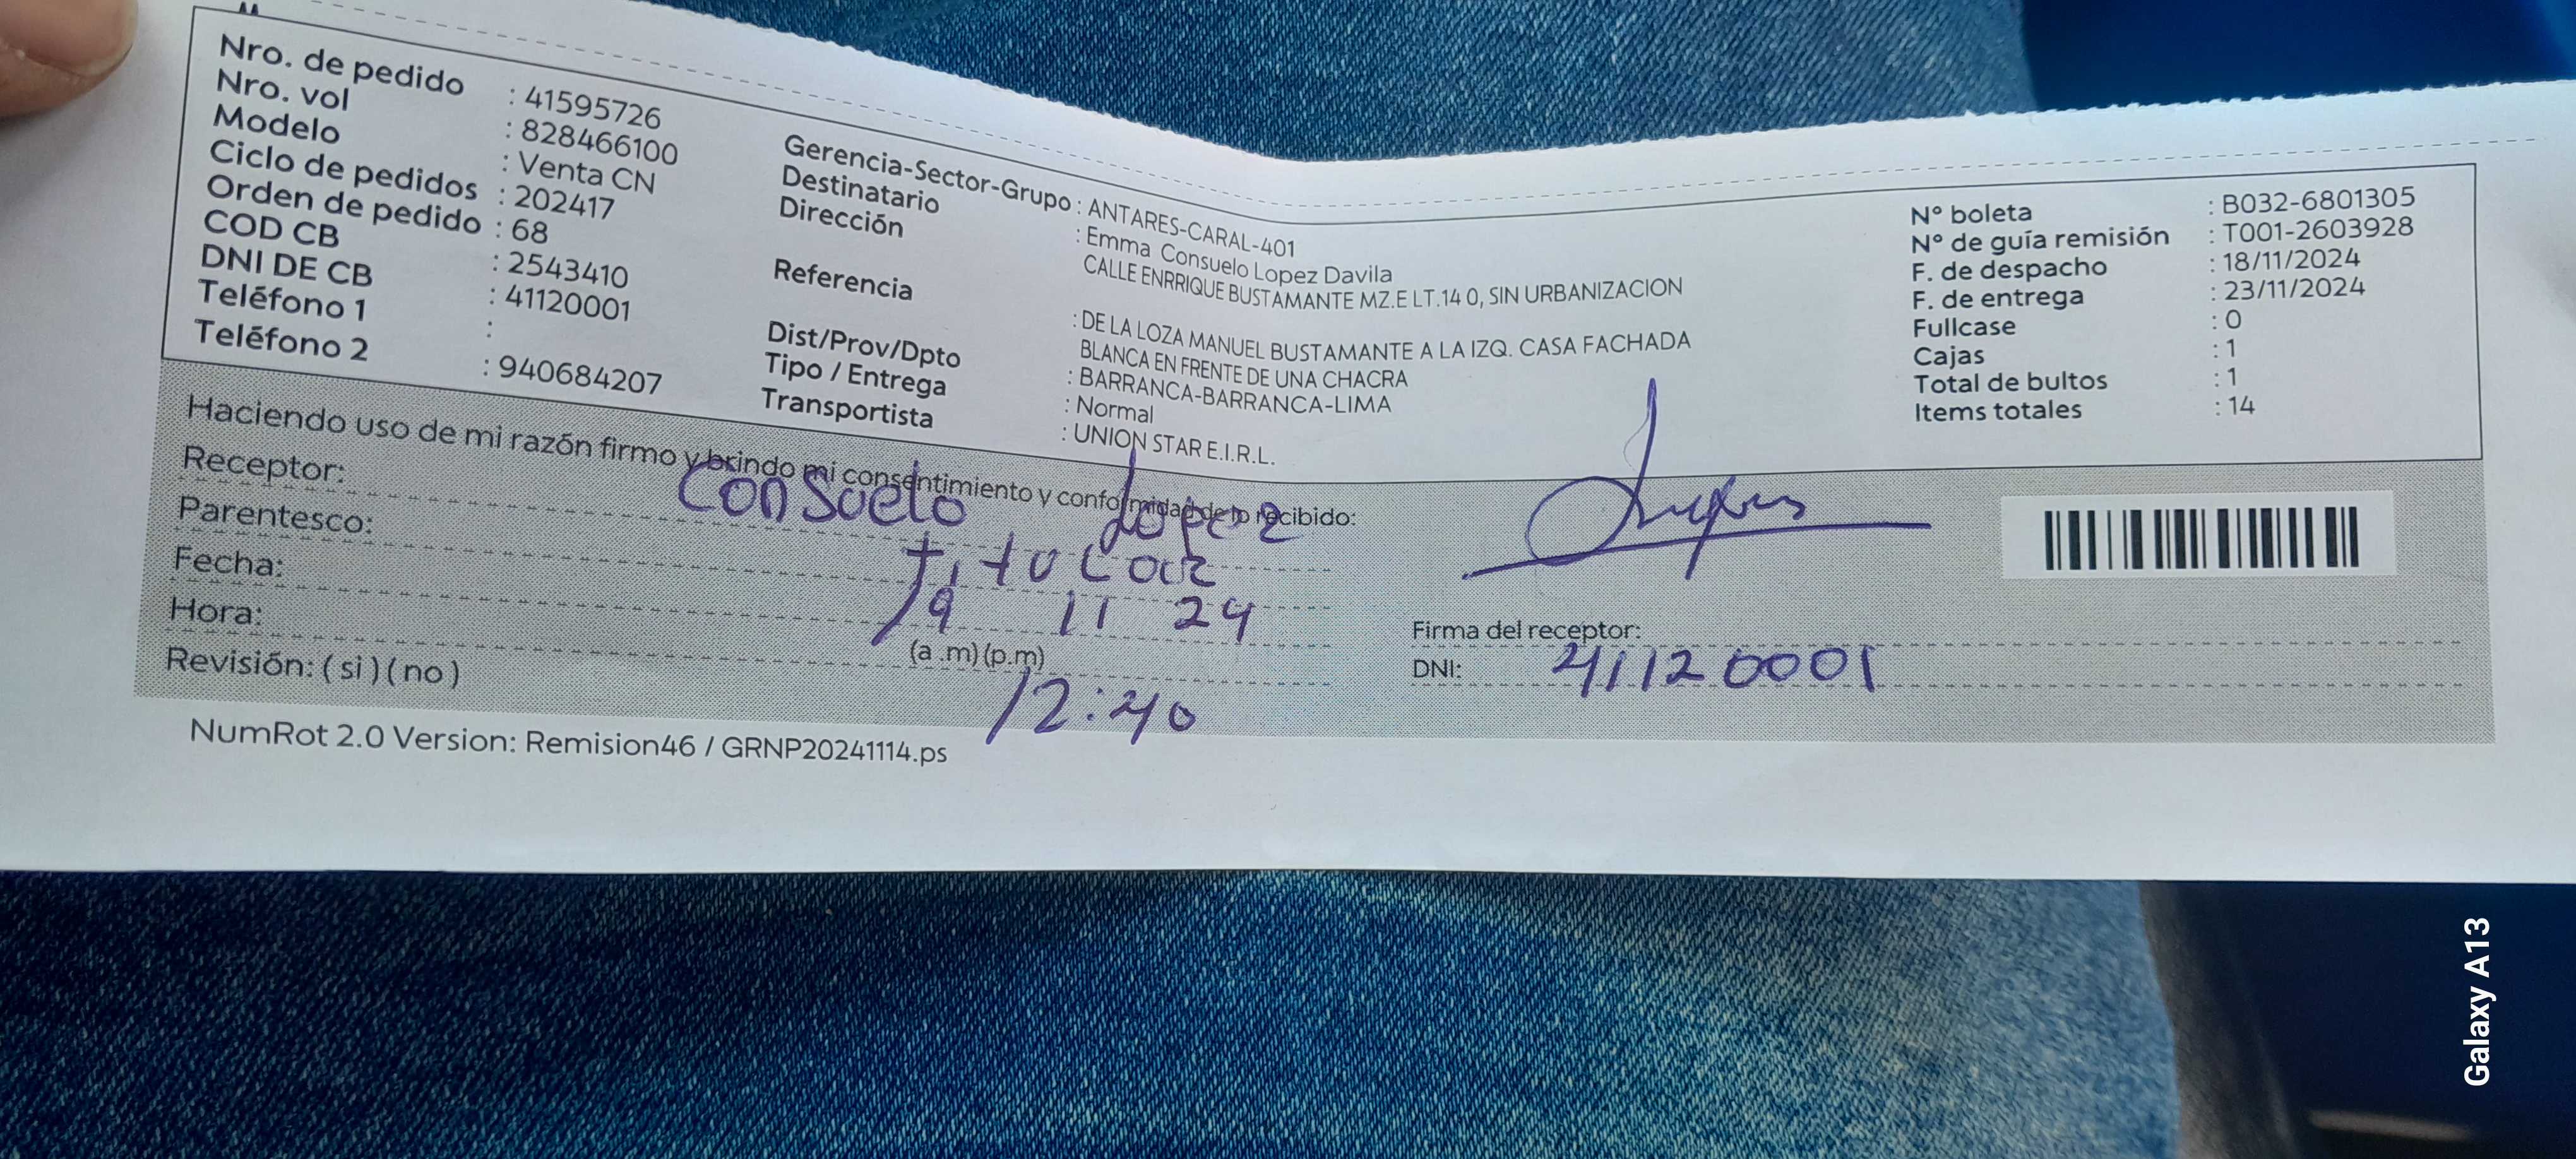 Nro. de pedido : 41595726
Nro. vol : 828466100
Modelo : Venta CN
Ciclo de pedidos : 202417
Orden de pedido : 68
COD CB : 2543410
DNI DE CB : 41120001
Teléfono 1 :
Teléfono 2 : 940684207
Gerencia-Sector-Grupo : ANTARES-CARAL-401
Destinatario : Emma Consuelo Lopez Davila
Dirección CALLE ENRRIQUE BUSTAMANTE MZ.E LT.14 0, SIN URBANIZACION
Referencia : DE LA LOZA MANUEL BUSTAMANTE A LA IZQ. CASA FACHADA
BLANCA EN FRENTE DE UNA CHACRA
Dist/Prov/Dpto : BARRANCA-BARRANCA-LIMA
Tipo / Entrega : Normal
Transportista : UNION STAR E.I.R.L.
N° boleta : B032-6801305
N° de guía remisión : T001-2603928
F. de despacho : 18/11/2024
F. de entrega : 23/11/2024
Fullcase : 0
Cajas : 1
Total de bultos : 1
Items totales : 14
Haciendo uso de mi razón firmo y brindo mi consentimiento y conformidad de lo recibido:
Receptor: Consuelo Lopez
Parentesco: titular
Fecha: 19 11 24
Hora: (a .m) (p.m)
12:40
Revisión: ( si ) ( no )
Firma del receptor:
DNI: 41120001
NumRot 2.0 Version: Remision46 / GRNP20241114.ps
Galaxy A13